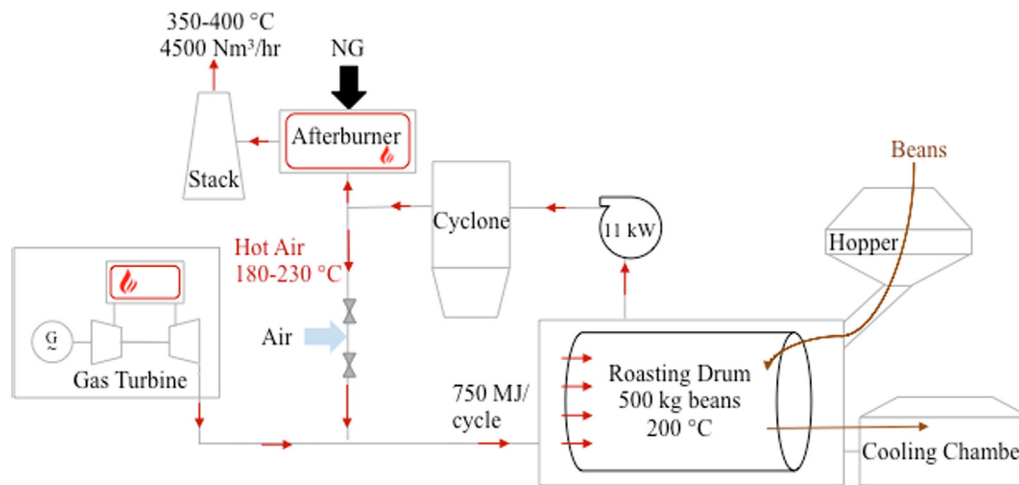 350-400 °C
4500 Nm³/hr
NG
Afterburner
Stack
Beans
Cyclone
11 kW
Hopper
Hot Air
180-230 °C
G
~
Gas Turbine
Air
750 MJ/
cycle
Roasting Drum
500 kg beans
200 °C
Cooling Chambe